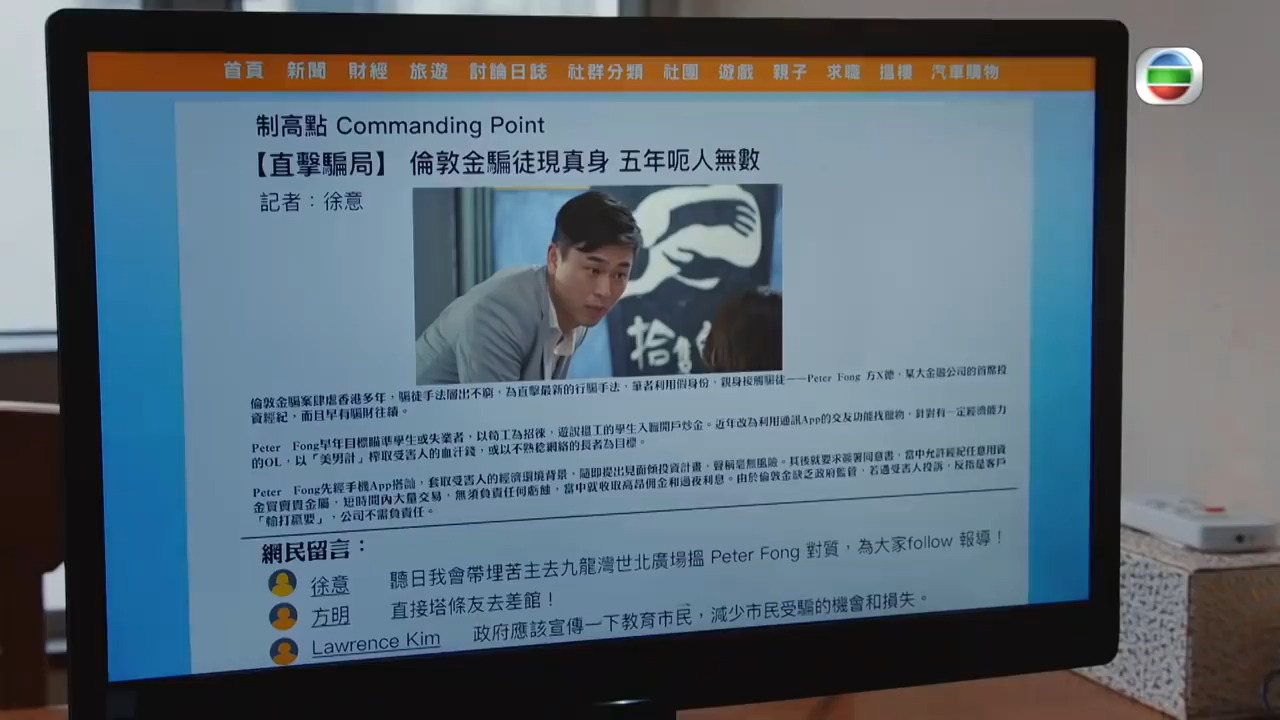 首頁 新聞 財經 旅遊 討論日誌 社群分類 社團 遊戲 親子 求職 搵樓 汽車購物
制高點 Commanding Point
【直擊騙局】 倫敦金騙徒現真身 五年呃人無數
記者：徐意
拾隻
倫敦金騙案肆虐香港多年，騙徒手法層出不窮，為直擊最新的行騙手法，筆者利用假身份，親身接觸騙徒——Peter Fong 方X德，某大金融公司的首席投
資經紀，而且早有騙財往績。
Peter Fong早年目標瞄準學生或失業者，以筍工為招徠，遊說搵工的學生入職開戶炒金。近年改為利用通訊App的交友功能找獵物，針對有一定經濟能力
的OL，以「美男計」榨取受害人的血汗錢，或以不熟稔網絡的長者為目標。
Peter Fong先經手機App搭訕，套取受害人的經濟環境背景，隨即提出見面傾投資計畫，聲稱毫無風險。其後就要求簽署同意書，當中允許經紀任意用資
金買賣貴金屬，短時間內大量交易，無須負責任何虧蝕，當中就收取高昂佣金和過夜利息。由於倫敦金缺乏政府監管，若遇受害人投訴，反指是客戶
「輸打贏要」，公司不需負責任。
網民留言：
徐意 聽日我會帶埋苦主去九龍灣世北廣場搵 Peter Fong 對質，為大家follow 報導！
方明 直接塔條友去差館！
Lawrence Kim 政府應該宣傳一下教育市民，減少市民受騙的機會和損失。